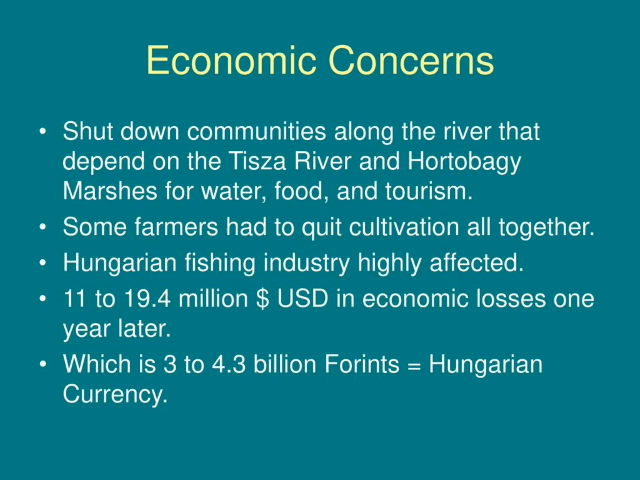 Economic Concerns
• Shut down communities along the river that
depend on the Tisza River and Hortobagy
Marshes for water, food, and tourism.
• Some farmers had to quit cultivation all together.
• Hungarian fishing industry highly affected.
• 11 to 19.4 million $ USD in economic losses one
year later.
• Which is 3 to 4.3 billion Forints = Hungarian
Currency.